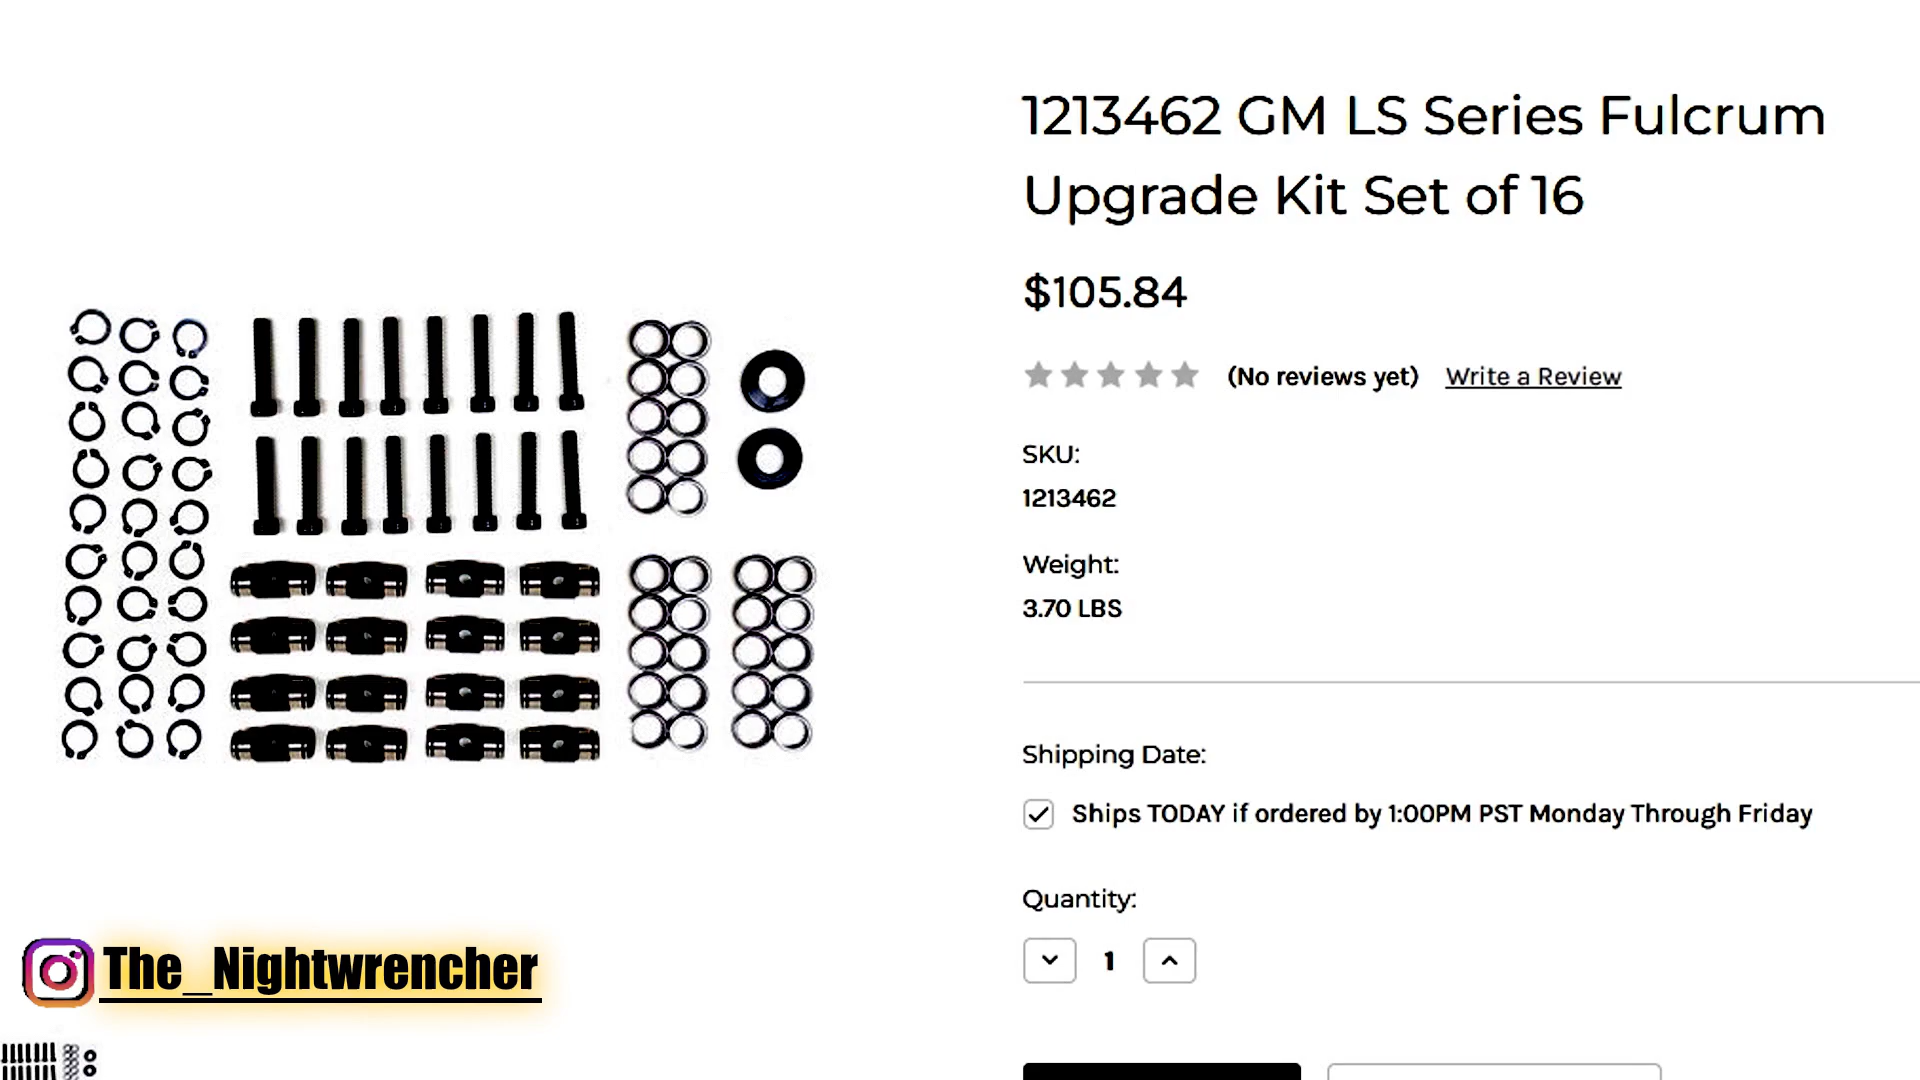 1213462 GM LS Series Fulcrum
Upgrade Kit Set of 16
$105.84
(No reviews yet) Write a Review
SKU:
1213462
Weight:
3.70 LBS
Shipping Date:
Ships TODAY if ordered by 1:00PM PST Monday Through Friday
Quantity:
1
The_Nightwrencher